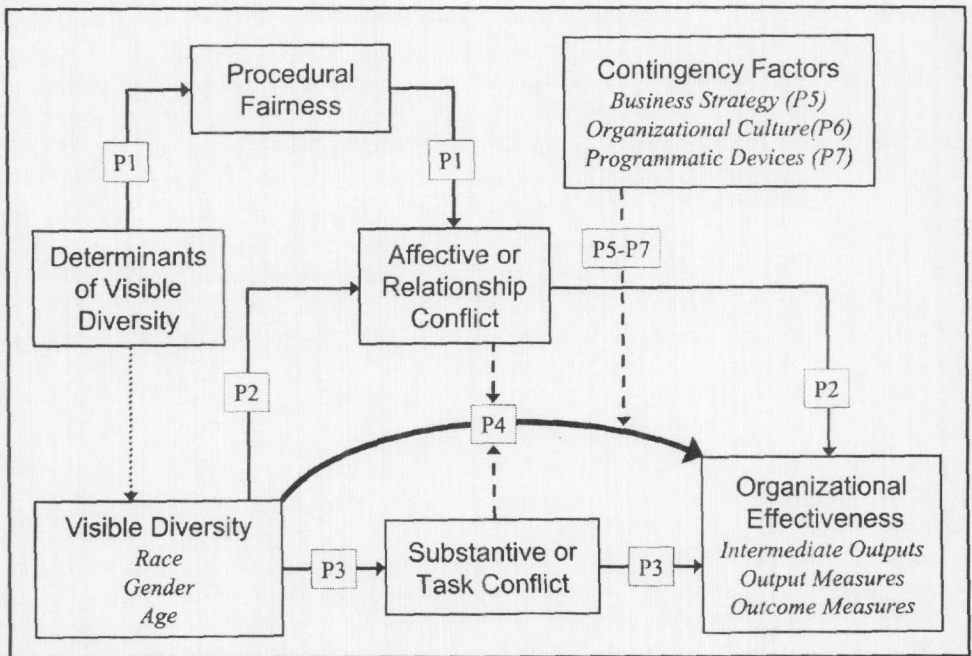 Procedural
Fairness
Contingency Factors
Business Strategy (P5)
Organizational Culture(P6)
Programmatic Devices (P7)
P1
P1
Determinants
of Visible
Diversity
Affective or
Relationship
Conflict
P5-P7
P2
P4
P2
Visible Diversity
Race
Gender
Age
P3
Substantive or
Task Conflict
P3
Organizational
Effectiveness
Intermediate Outputs
Output Measures
Outcome Measures